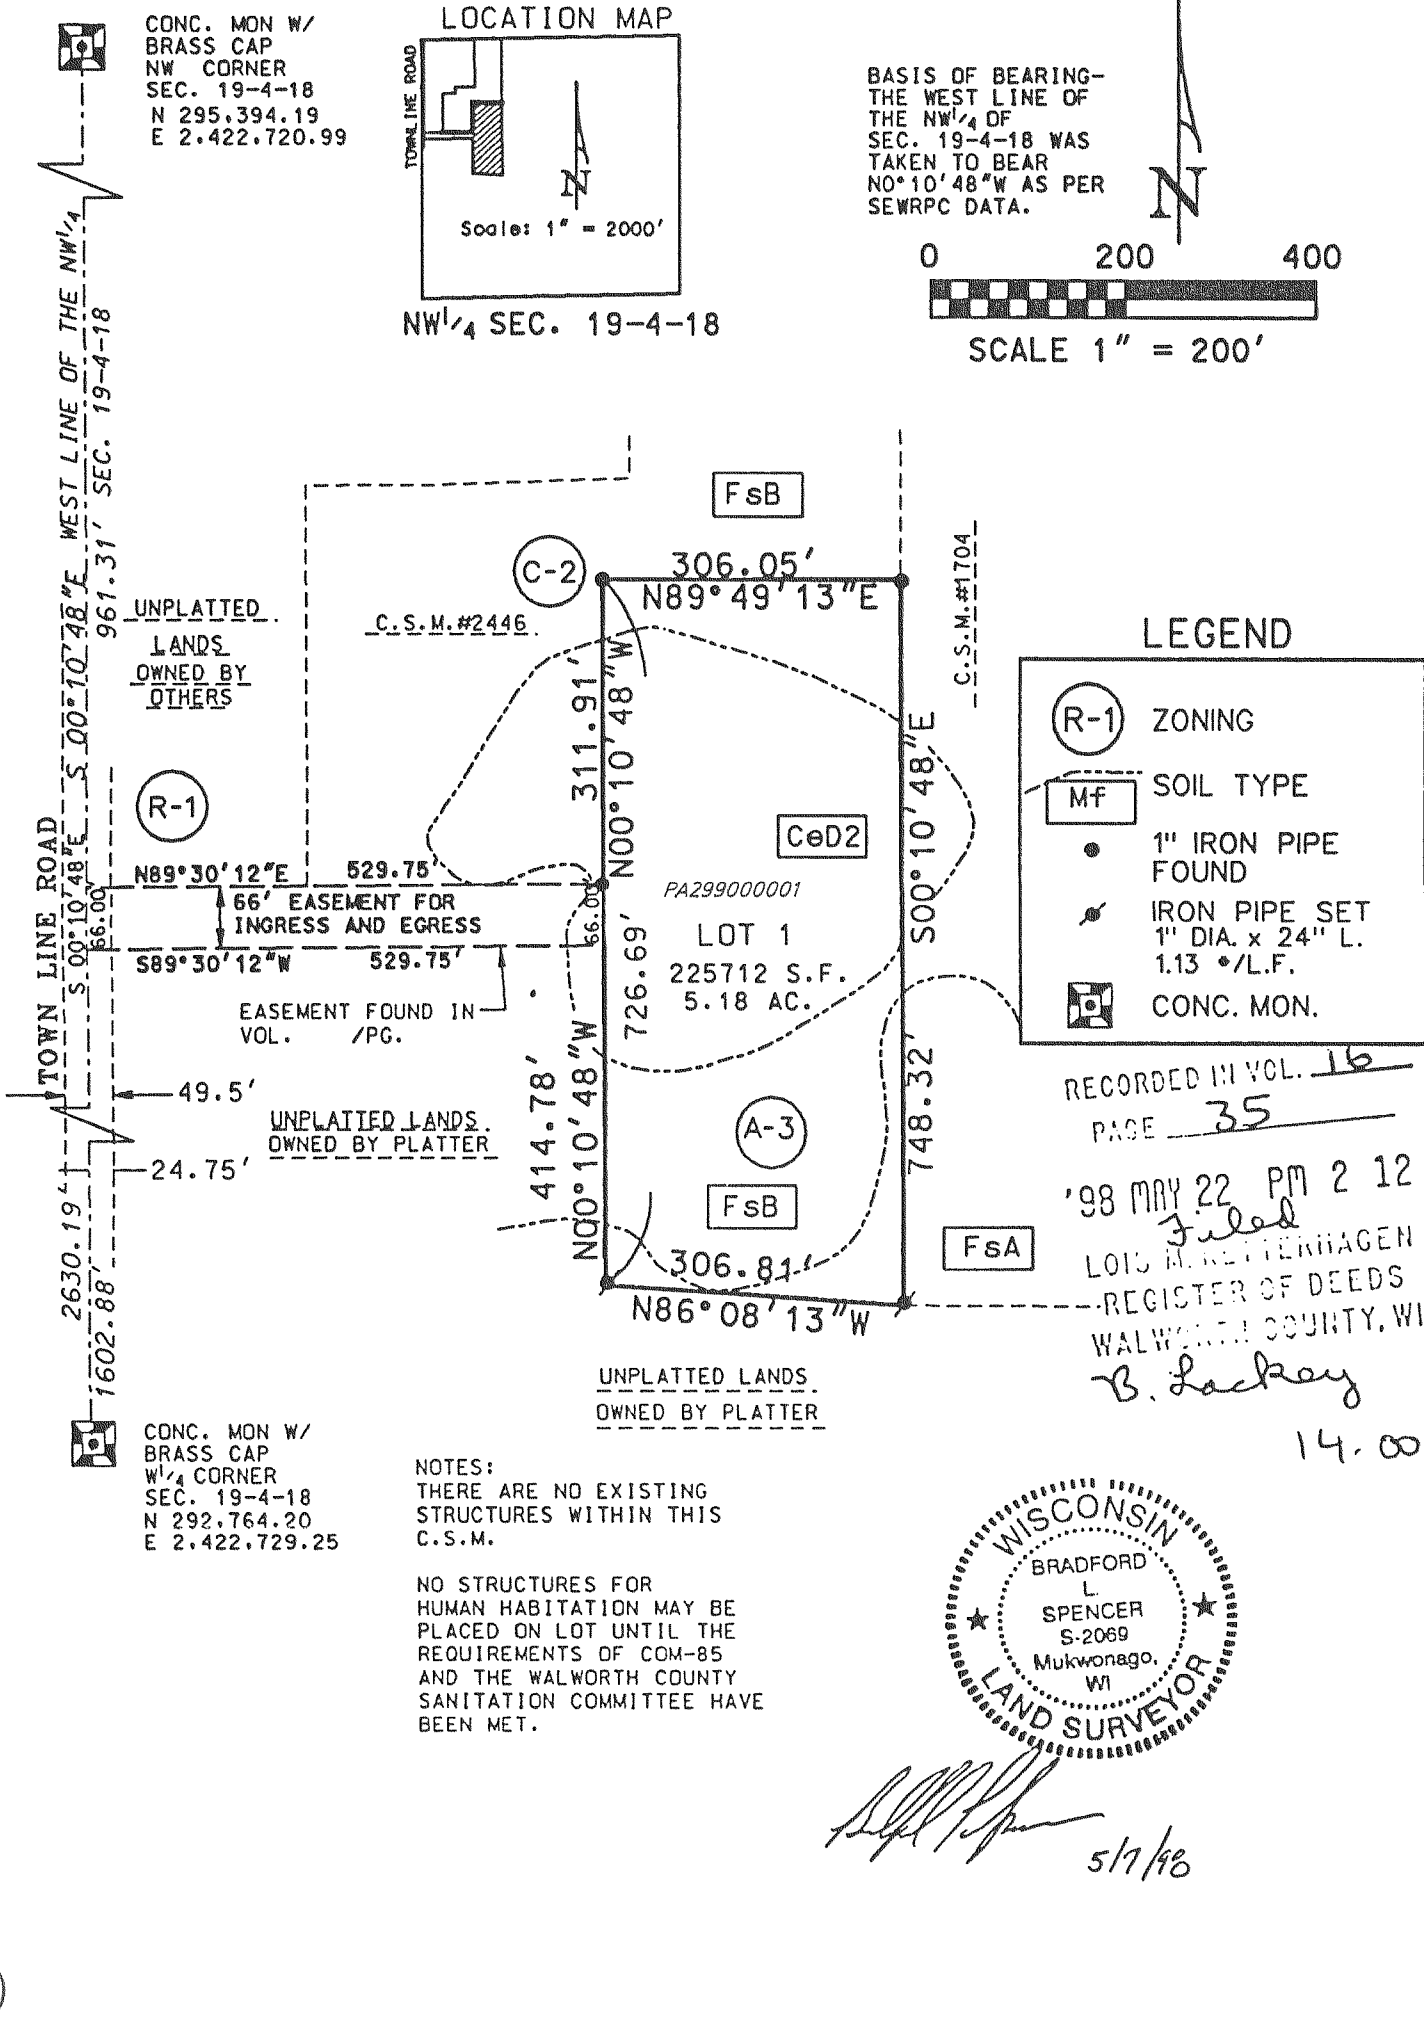 CONC. MON W/
BRASS CAP
NW CORNER
SEC. 19-4-18
N 295.394.19
E 2.422.720.99
LOCATION MAP
TOWNLINE ROAD
N
Scale: 1" = 2000'
NW1/4 SEC. 19-4-18
BASIS OF BEARING-
THE WEST LINE OF
THE NW1/4 OF
SEC. 19-4-18 WAS
TAKEN TO BEAR
N0°10'48"W AS PER
SEWRPC DATA.
N
0 200 400
SCALE 1" = 200'
S 00°10'48"E WEST LINE OF THE NW1/4
961.31' SEC. 19-4-18
FsB
C-2
306.05'
N89°49'13"E
C.S.M.#1704
UNPLATTED
LANDS
OWNED BY
OTHERS
C.S.M.#2446
311.91'
N00°10'48"W
S00°10'48"E
LEGEND
R-1 ZONING
Mf SOIL TYPE
1" IRON PIPE
FOUND
IRON PIPE SET
1" DIA. x 24" L.
1.13 #/L.F.
CONC. MON.
R-1
CeD2
TOWN LINE ROAD
S 00°10'48"E
66.00'
N89°30'12"E 529.75'
66' EASEMENT FOR
INGRESS AND EGRESS
S89°30'12"W 529.75'
66.00'
PA299000001
LOT 1
225712 S.F.
5.18 AC.
726.69'
EASEMENT FOUND IN
VOL. /PG.
49.5'
24.75'
UNPLATTED LANDS
OWNED BY PLATTER
414.78'
N00°10'48"W
748.32'
A-3
FsB
FsA
2630.19'
1602.88'
306.81'
N86°08'13"W
UNPLATTED LANDS
OWNED BY PLATTER
RECORDED IN VOL. 16
PAGE 35
'98 MAY 22 PM 2 12
Filed
LOIS M. KETTERHAGEN
REGISTER OF DEEDS
WALWORTH COUNTY, WI
B. Lackey
14.00
CONC. MON W/
BRASS CAP
W1/4 CORNER
SEC. 19-4-18
N 292.764.20
E 2.422.729.25
NOTES:
THERE ARE NO EXISTING
STRUCTURES WITHIN THIS
C.S.M.
NO STRUCTURES FOR
HUMAN HABITATION MAY BE
PLACED ON LOT UNTIL THE
REQUIREMENTS OF COM-85
AND THE WALWORTH COUNTY
SANITATION COMMITTEE HAVE
BEEN MET.
WISCONSIN
BRADFORD
L.
SPENCER
S-2069
Mukwonago,
WI
LAND SURVEYOR
5/7/98